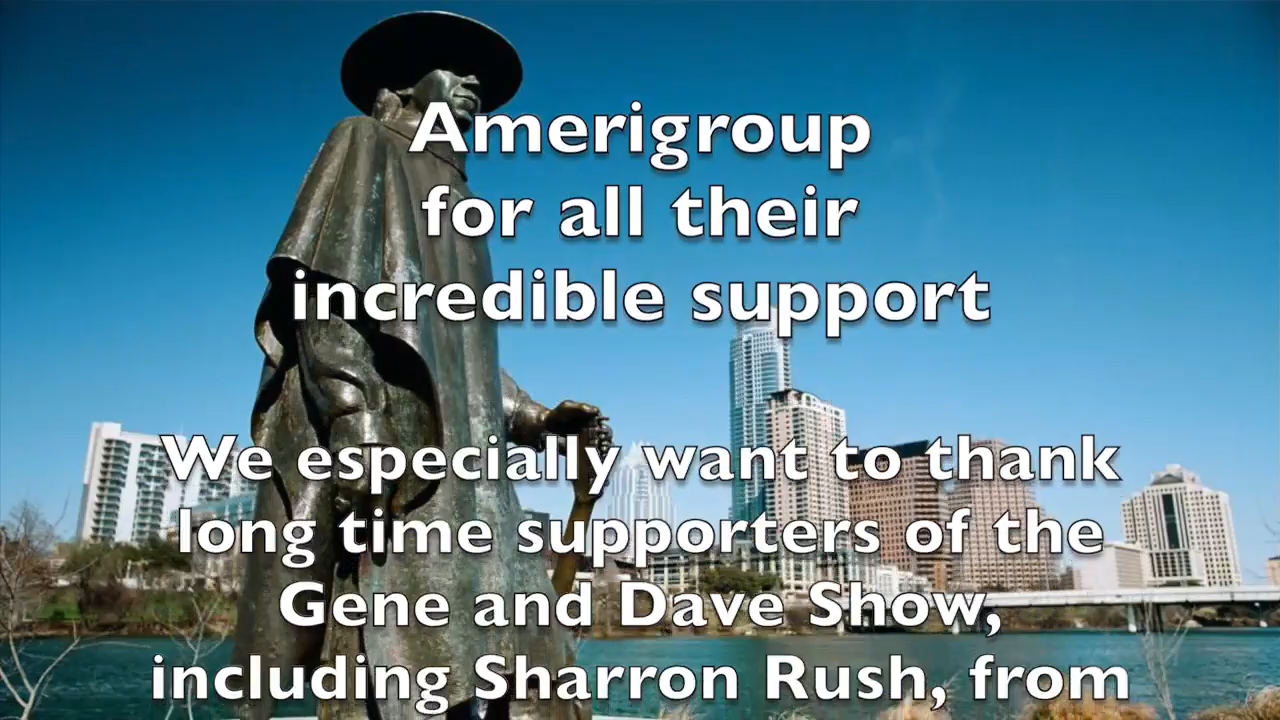 Amerigroup
for all their
incredible support
We especially want to thank
long time supporters of the
Gene and Dave Show,
including Sharron Rush, from